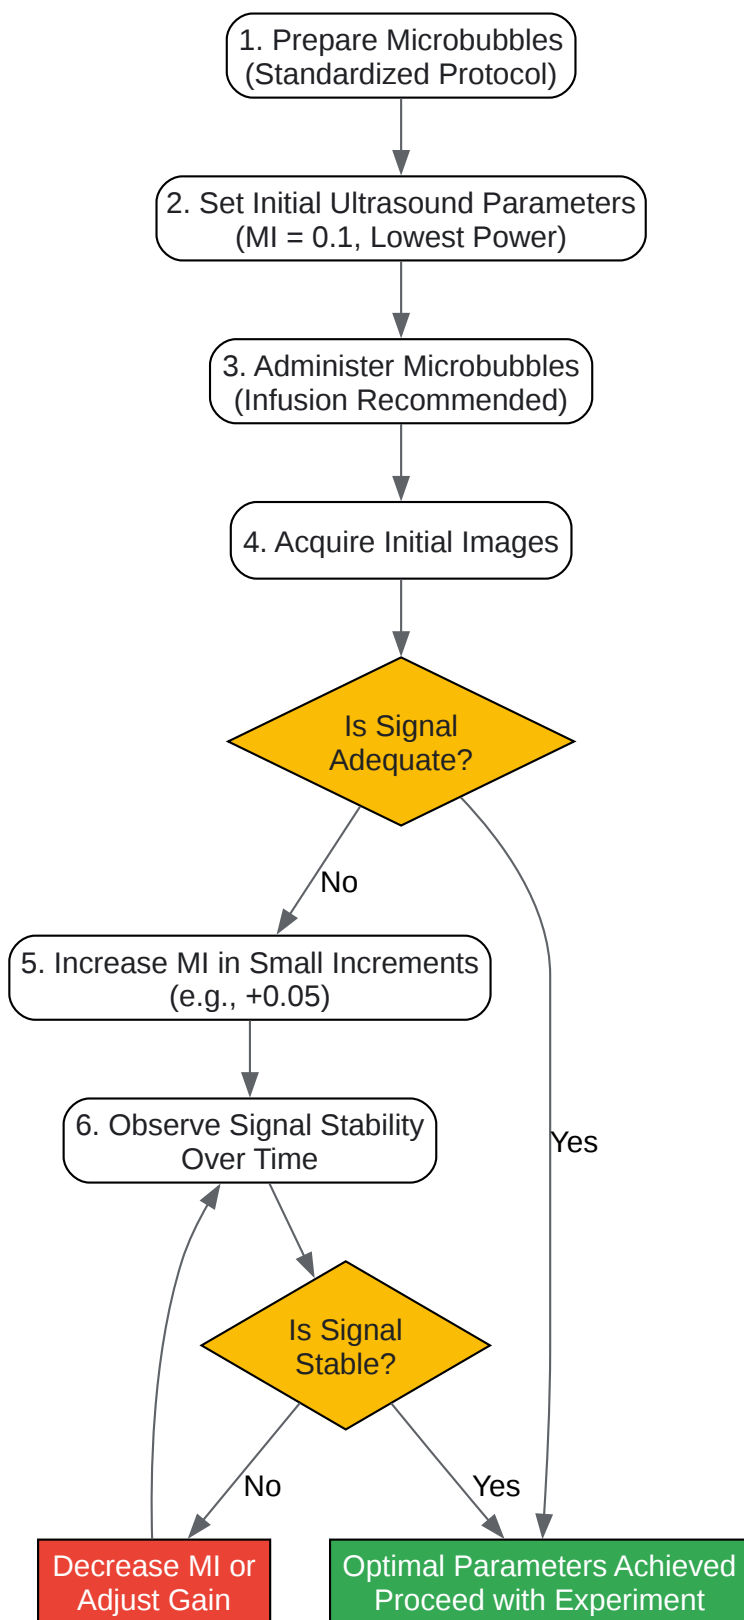 1. Prepare Microbubbles
(Standardized Protocol)
2. Set Initial Ultrasound Parameters
(MI = 0.1, Lowest Power)
3. Administer Microbubbles
(Infusion Recommended)
4. Acquire Initial Images
Is Signal
Adequate?
No
5. Increase MI in Small Increments
(e.g., +0.05)
6. Observe Signal Stability
Over Time
Yes
Is Signal
Stable?
No
Yes
Decrease MI or
Adjust Gain
Optimal Parameters Achieved
Proceed with Experiment